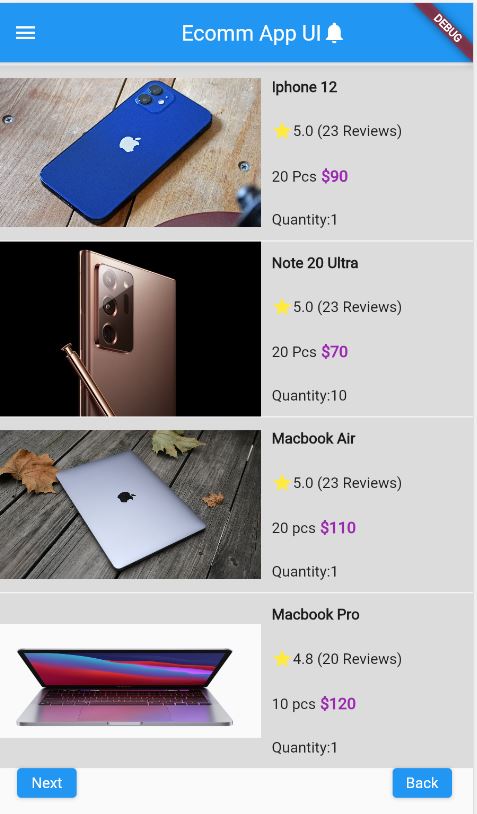 Ecomm App UI
DEBUG
Iphone 12
5.0 (23 Reviews)
20 Pcs $90
Quantity:1
Note 20 Ultra
5.0 (23 Reviews)
20 Pcs $70
Quantity:10
Macbook Air
5.0 (23 Reviews)
20 pcs $110
Quantity:1
Macbook Pro
4.8 (20 Reviews)
10 pcs $120
Quantity:1
Next
Back